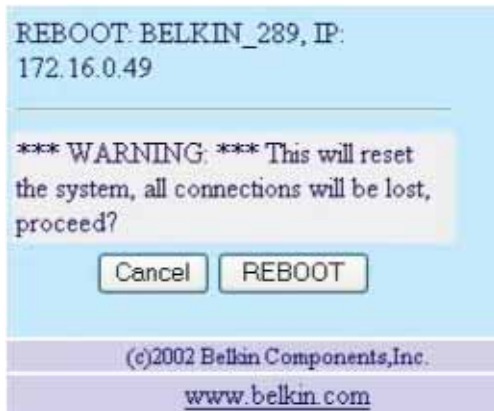 REBOOT: BELKIN_289, IP:
172.16.0.49
*** WARNING: *** This will reset
the system, all connections will be lost,
proceed?
Cancel REBOOT
(c)2002 Belkin Components,Inc.
www.belkin.com